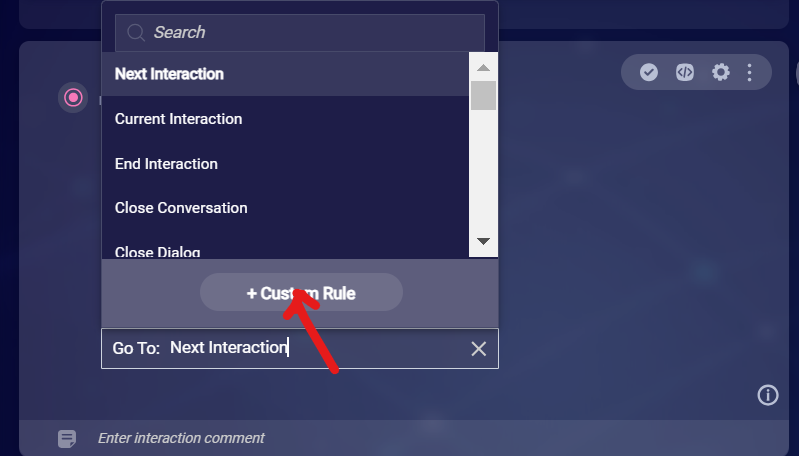 Search
Next Interaction
Current Interaction
End Interaction
Close Conversation
Close Dialog
+ Custom Rule
Go To: Next Interaction
Enter interaction comment